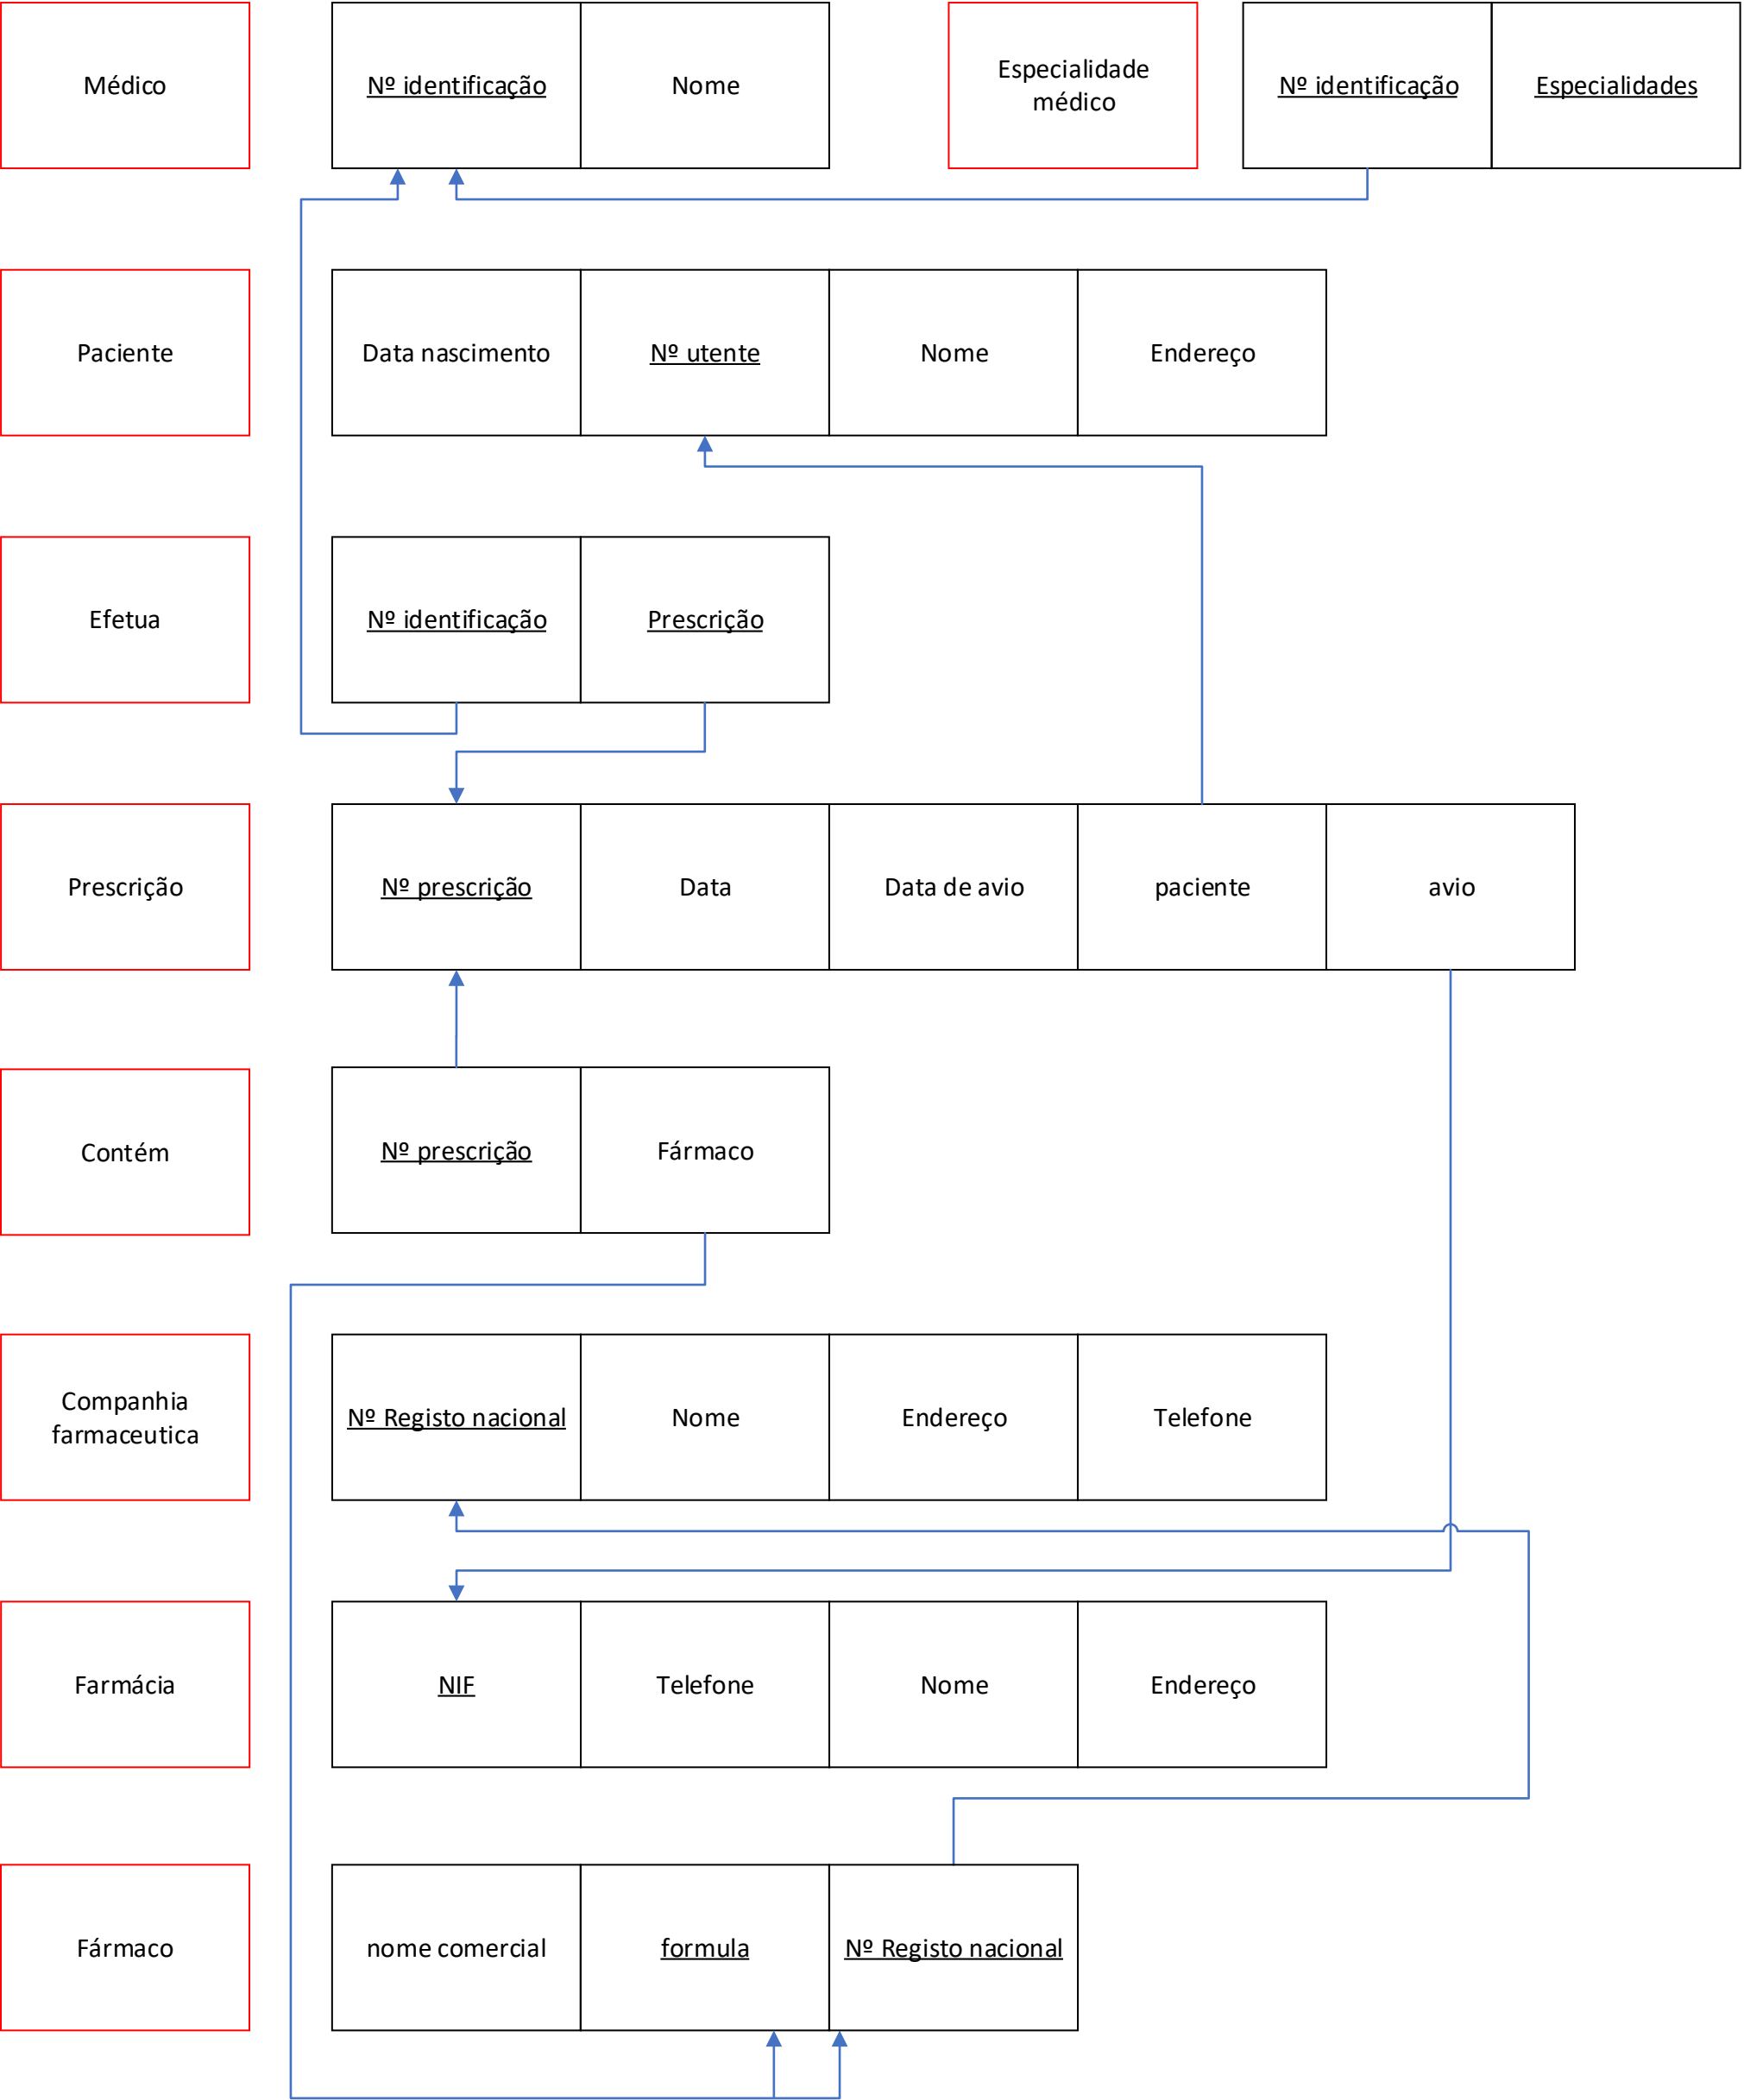 Médico
Nº identificação
Nome
Especialidade
médico
Nº identificação
Especialidades
Paciente
Data nascimento
Nº utente
Nome
Endereço
Efetua
Nº identificação
Prescrição
Prescrição
Nº prescrição
Data
Data de avio
paciente
avio
Contém
Nº prescrição
Fármaco
Companhia
farmaceutica
Nº Registo nacional
Nome
Endereço
Telefone
Farmácia
NIF
Telefone
Nome
Endereço
Fármaco
nome comercial
formula
Nº Registo nacional